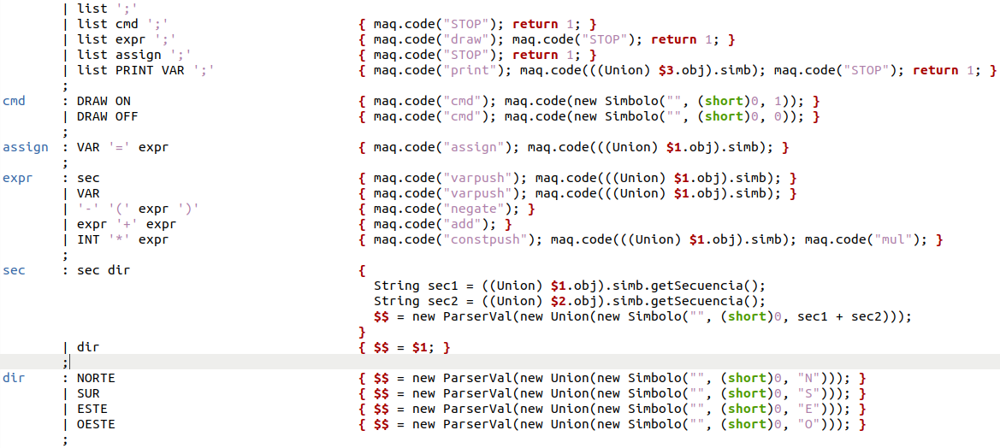 | list ';'
| list cmd ';' { maq.code("STOP"); return 1; }
| list expr ';' { maq.code("draw"); maq.code("STOP"); return 1; }
| list assign ';' { maq.code("STOP"); return 1; }
| list PRINT VAR ';' { maq.code("print"); maq.code(((Union) $3.obj).simb); maq.code("STOP"); return 1; }
;
cmd : DRAW ON { maq.code("cmd"); maq.code(new Simbolo("", (short)0, 1)); }
| DRAW OFF { maq.code("cmd"); maq.code(new Simbolo("", (short)0, 0)); }
;
assign : VAR '=' expr { maq.code("assign"); maq.code(((Union) $1.obj).simb); }
;
expr : sec { maq.code("varpush"); maq.code(((Union) $1.obj).simb); }
| VAR { maq.code("varpush"); maq.code(((Union) $1.obj).simb); }
| '-' '(' expr ')' { maq.code("negate"); }
| expr '+' expr { maq.code("add"); }
| INT '*' expr { maq.code("constpush"); maq.code(((Union) $1.obj).simb); maq.code("mul"); }
;
sec : sec dir {
String sec1 = ((Union) $1.obj).simb.getSecuencia();
String sec2 = ((Union) $2.obj).simb.getSecuencia();
$$ = new ParserVal(new Union(new Simbolo("", (short)0, sec1 + sec2)));
}
| dir { $$ = $1; }
;
dir : NORTE { $$ = new ParserVal(new Union(new Simbolo("", (short)0, "N"))); }
| SUR { $$ = new ParserVal(new Union(new Simbolo("", (short)0, "S"))); }
| ESTE { $$ = new ParserVal(new Union(new Simbolo("", (short)0, "E"))); }
| OESTE { $$ = new ParserVal(new Union(new Simbolo("", (short)0, "O"))); }
;